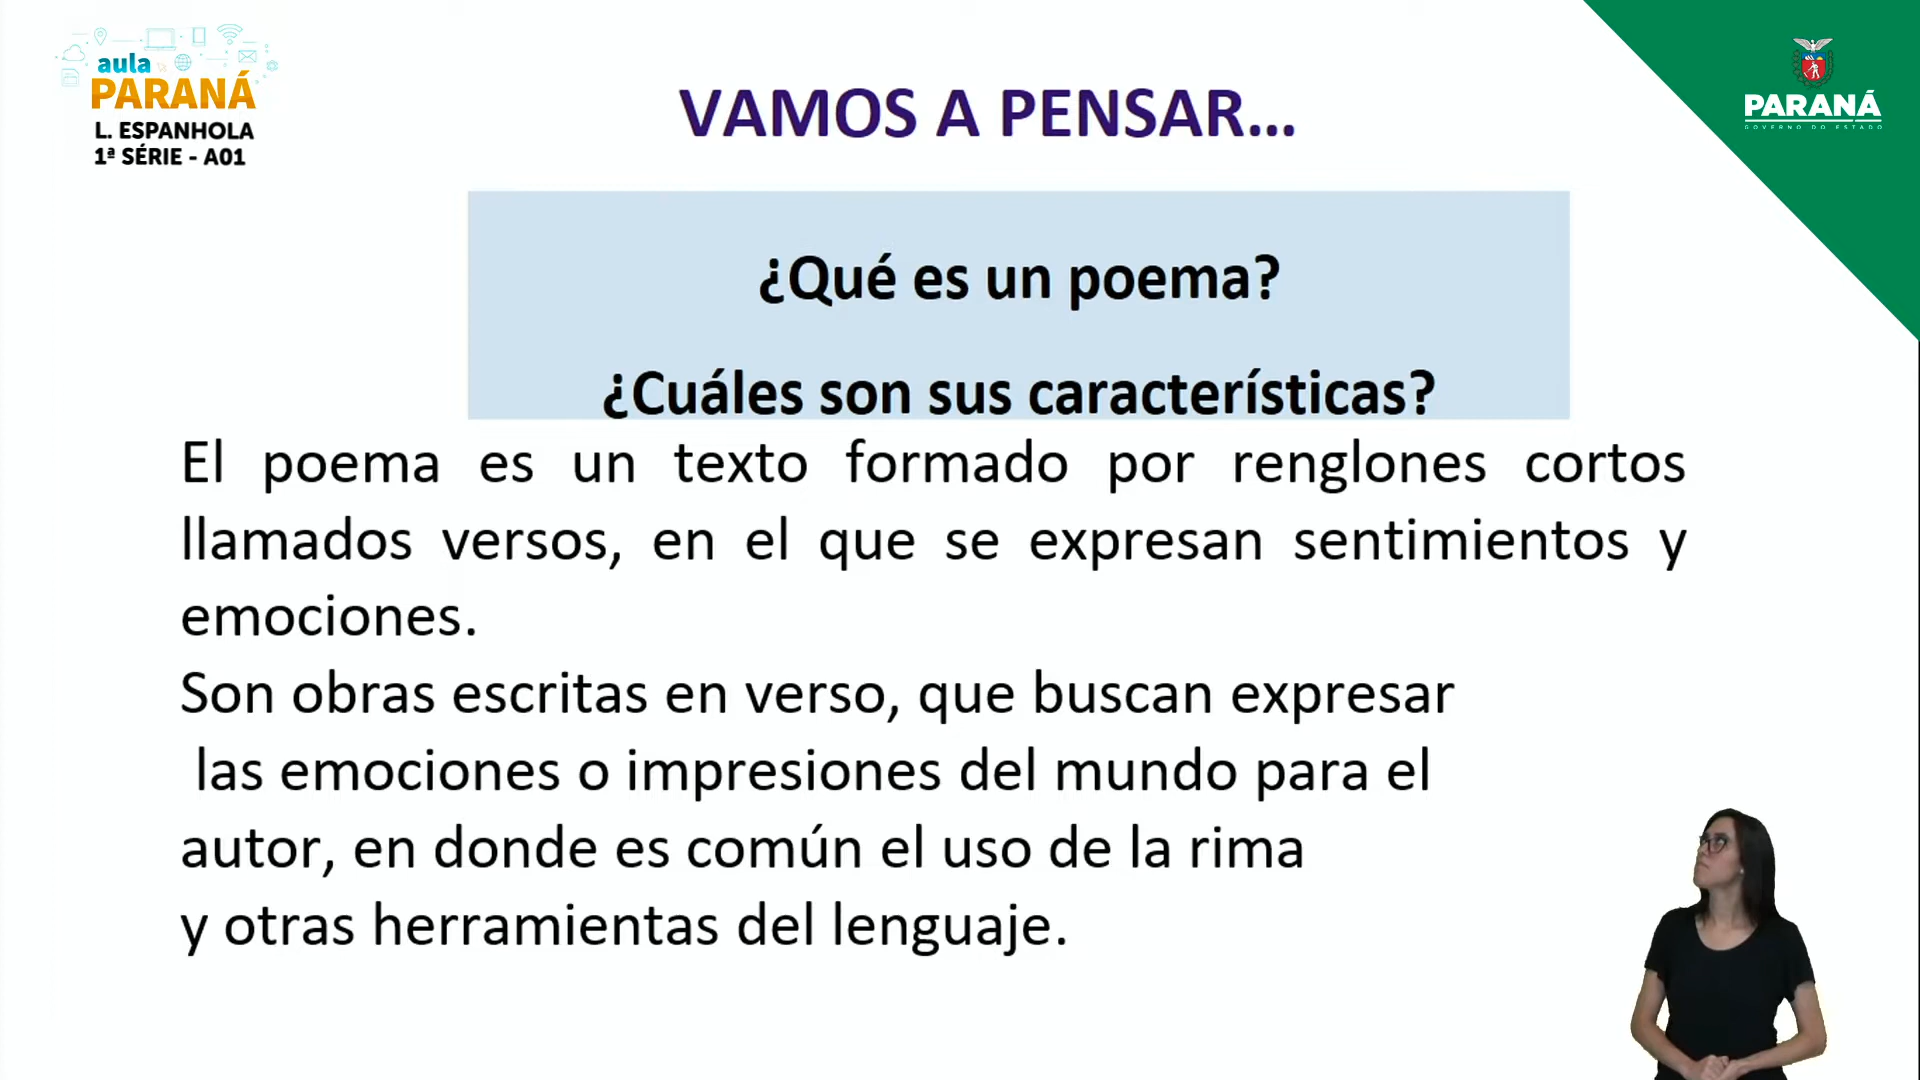 aula
PARANÁ
L. ESPANHOLA
1ª SÉRIE - A01
VAMOS A PENSAR...
PARANÁ
GOVERNO DO ESTADO
¿Qué es un poema?
¿Cuáles son sus características?
El poema es un texto formado por renglones cortos
llamados versos, en el que se expresan sentimientos y
emociones.
Son obras escritas en verso, que buscan expresar
las emociones o impresiones del mundo para el
autor, en donde es común el uso de la rima
y otras herramientas del lenguaje.